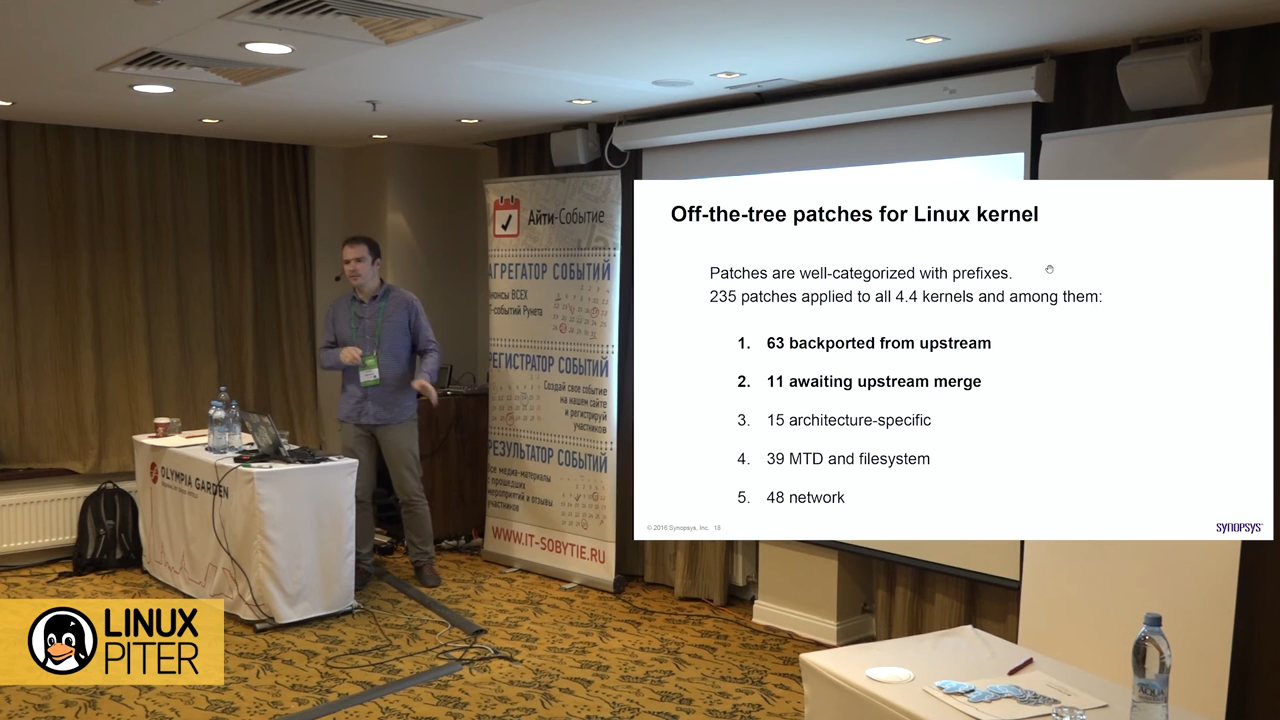 Off-the-tree patches for Linux kernel
Patches are well-categorized with prefixes.
235 patches applied to all 4.4 kernels and among them:
1. 63 backported from upstream
2. 11 awaiting upstream merge
3. 15 architecture-specific
4. 39 MTD and filesystem
5. 48 network
© 2016 Synopsys, Inc. 18
SYNOPSYS
Айти-Событие
АГРЕГАТОР СОБЫТИЙ
анонсы ВСЕХ
IT-событий Рунета
РЕГИСТРАТОР СОБЫТИЙ
Создай свое событие
на нашем сайте
и регистрируй
участников
РЕЗУЛЬТАТОР СОБЫТИЙ
все медиа-материалы
с прошедших
мероприятий и отзывы
участников
WWW.IT-SOBYTIE.RU
OLYMPIA GARDEN
LINUX
PITER
AQUA